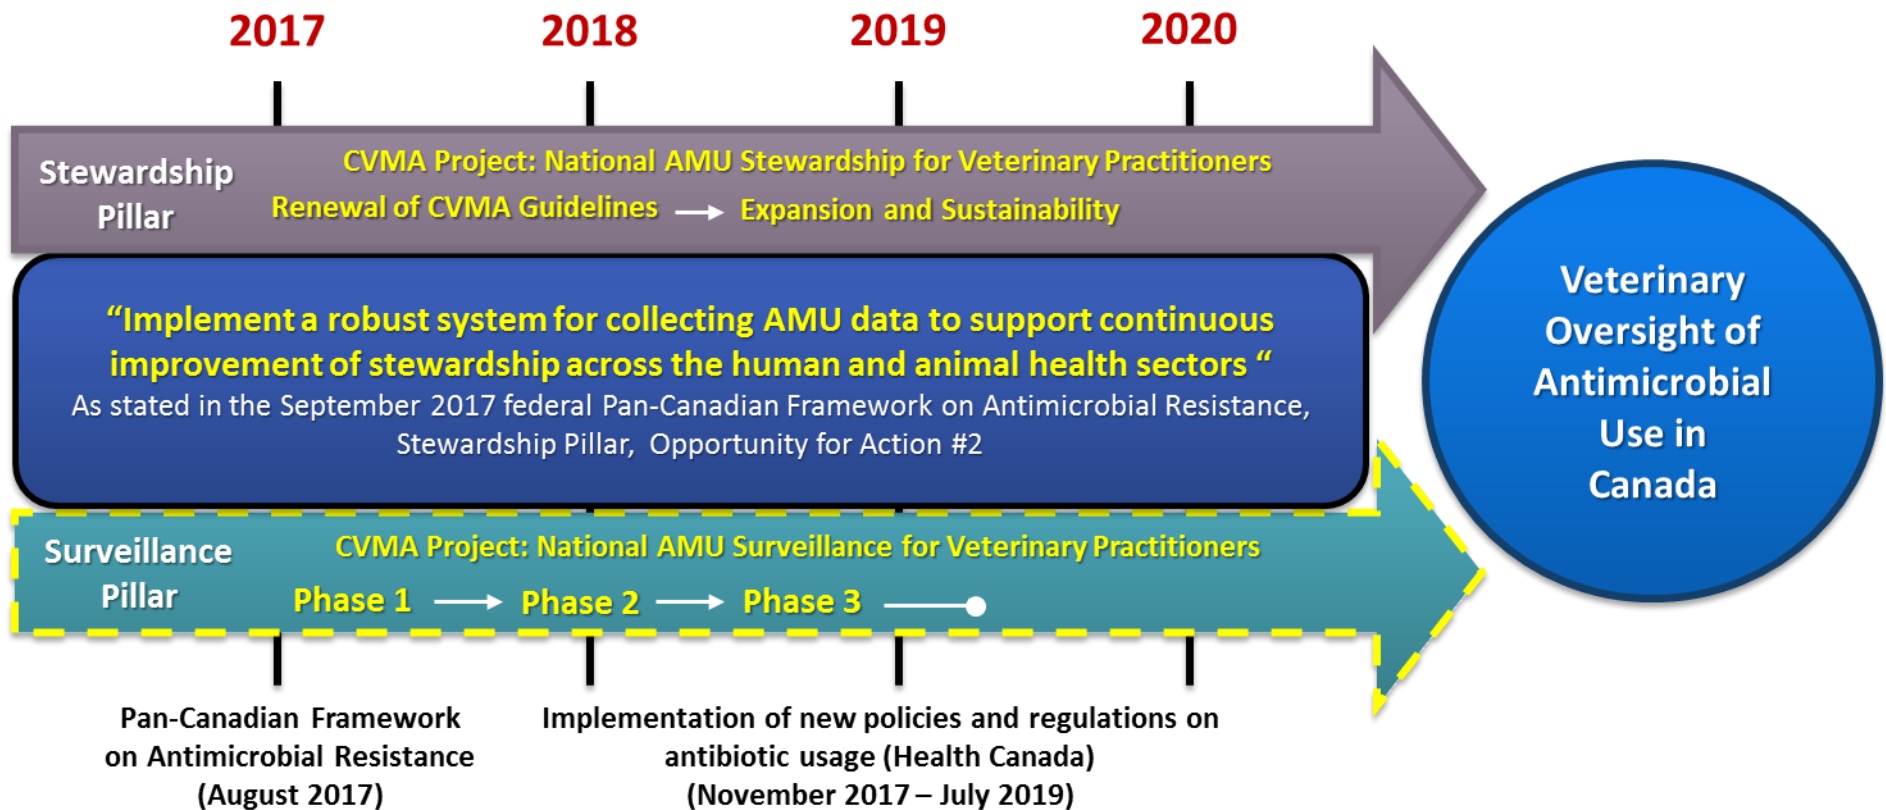 2017
2018
2019
2020
Stewardship
Pillar
CVMA Project: National AMU Stewardship for Veterinary Practitioners
Renewal of CVMA Guidelines
Expansion and Sustainability
“Implement a robust system for collecting AMU data to support continuous
improvement of stewardship across the human and animal health sectors “
As stated in the September 2017 federal Pan-Canadian Framework on Antimicrobial Resistance,
Stewardship Pillar, Opportunity for Action #2
Surveillance
Pillar
CVMA Project: National AMU Surveillance for Veterinary Practitioners
Phase 1
Phase 2
Phase 3
Veterinary
Oversight of
Antimicrobial
Use in
Canada
Pan-Canadian Framework
on Antimicrobial Resistance
(August 2017)
Implementation of new policies and regulations on
antibiotic usage (Health Canada)
(November 2017 – July 2019)